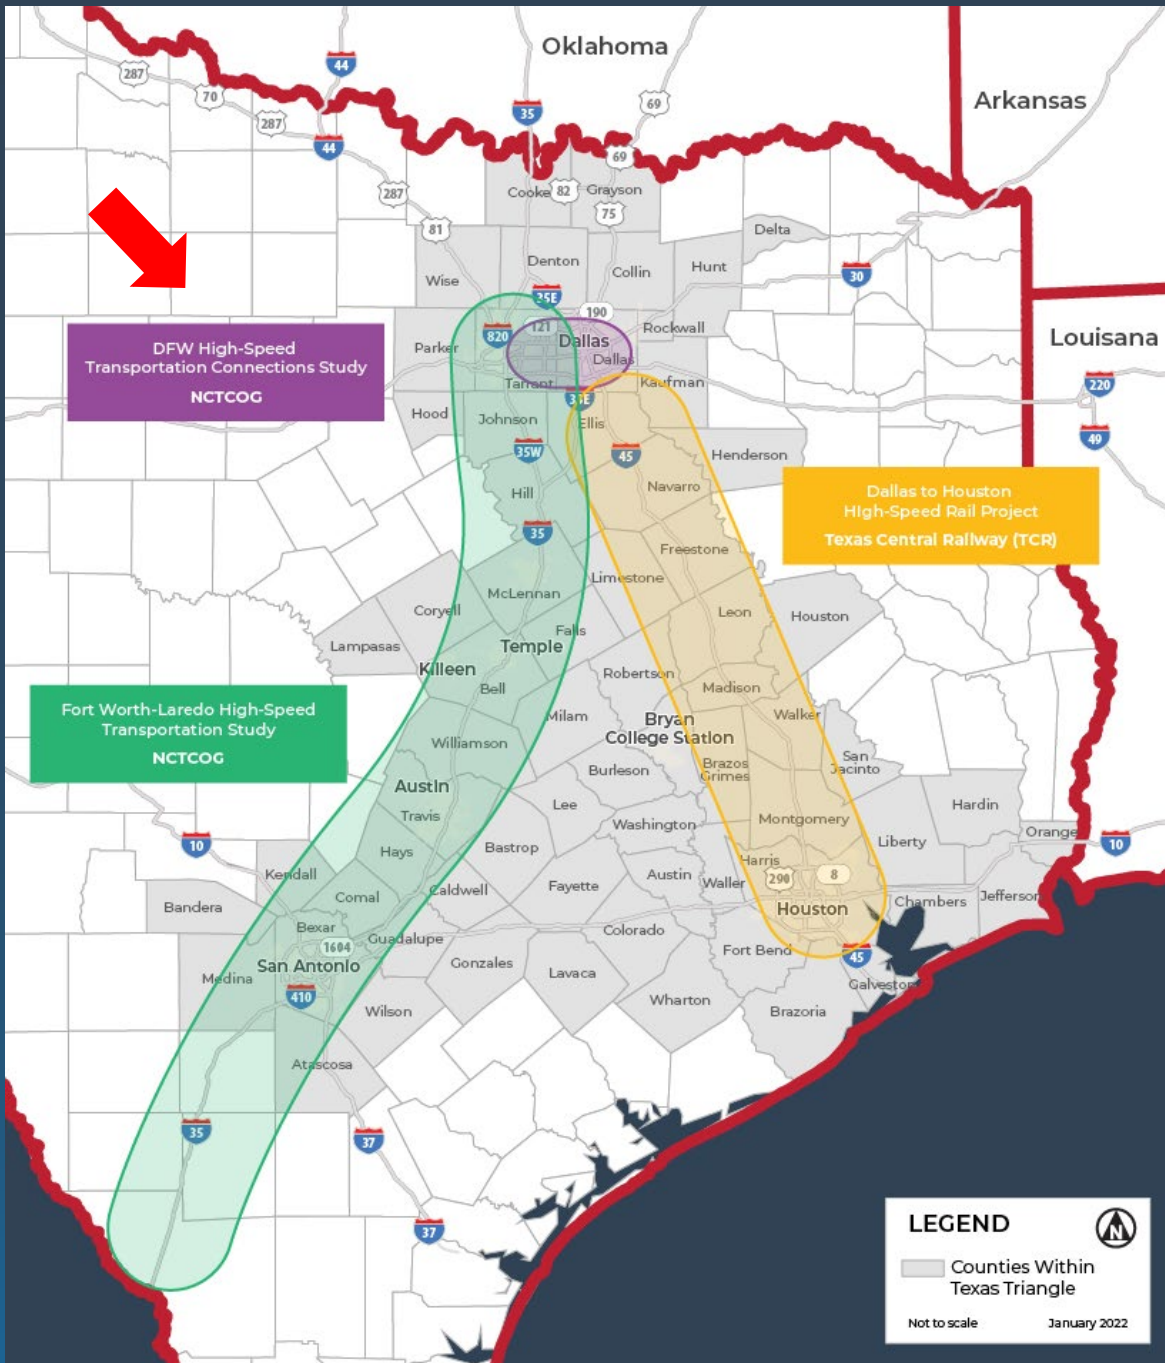 Oklahoma
Arkansas
Louisiana
44
287
70
287
44
35
69
69
82
75
287
81
Cooke
Grayson
Delta
Denton
Collin
Hunt
Wise
30
35E
190
820
121
Rockwall
Dallas
Dallas
Parker
Tarrant
Kaufman
35E
220
49
DFW High-Speed
Transportation Connections Study
NCTCOG
Hood
Johnson
Ellis
35W
45
Henderson
Hill
Navarro
Dallas to Houston
High-Speed Rail Project
Texas Central Railway (TCR)
35
Freestone
Limestone
McLennan
Coryell
Leon
Houston
Falls
Lampasas
Temple
Killeen
Bell
Robertson
Madison
Milam
Walker
Bryan
College Station
Fort Worth-Laredo High-Speed
Transportation Study
NCTCOG
Williamson
Burleson
Brazos
Grimes
San
Jacinto
Austin
Travis
Lee
Washington
Montgomery
Hardin
Orange
10
10
Liberty
Hays
Bastrop
Kendall
Harris
290
8
Austin
Waller
Fayette
Caldwell
Comal
Bandera
Houston
Chambers
Jefferson
Bexar
1604
Guadalupe
Colorado
Fort Bend
45
San Antonio
Medina
Gonzales
Lavaca
Galveston
410
Wilson
Wharton
Brazoria
Atascosa
35
37
37
LEGEND
N
Counties Within
Texas Triangle
Not to scale
January 2022